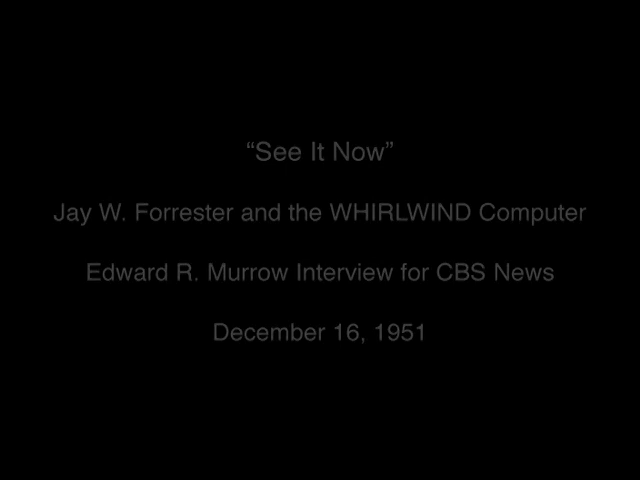 “See It Now”
Jay W. Forrester and the WHIRLWIND Computer
Edward R. Murrow Interview for CBS News
December 16, 1951